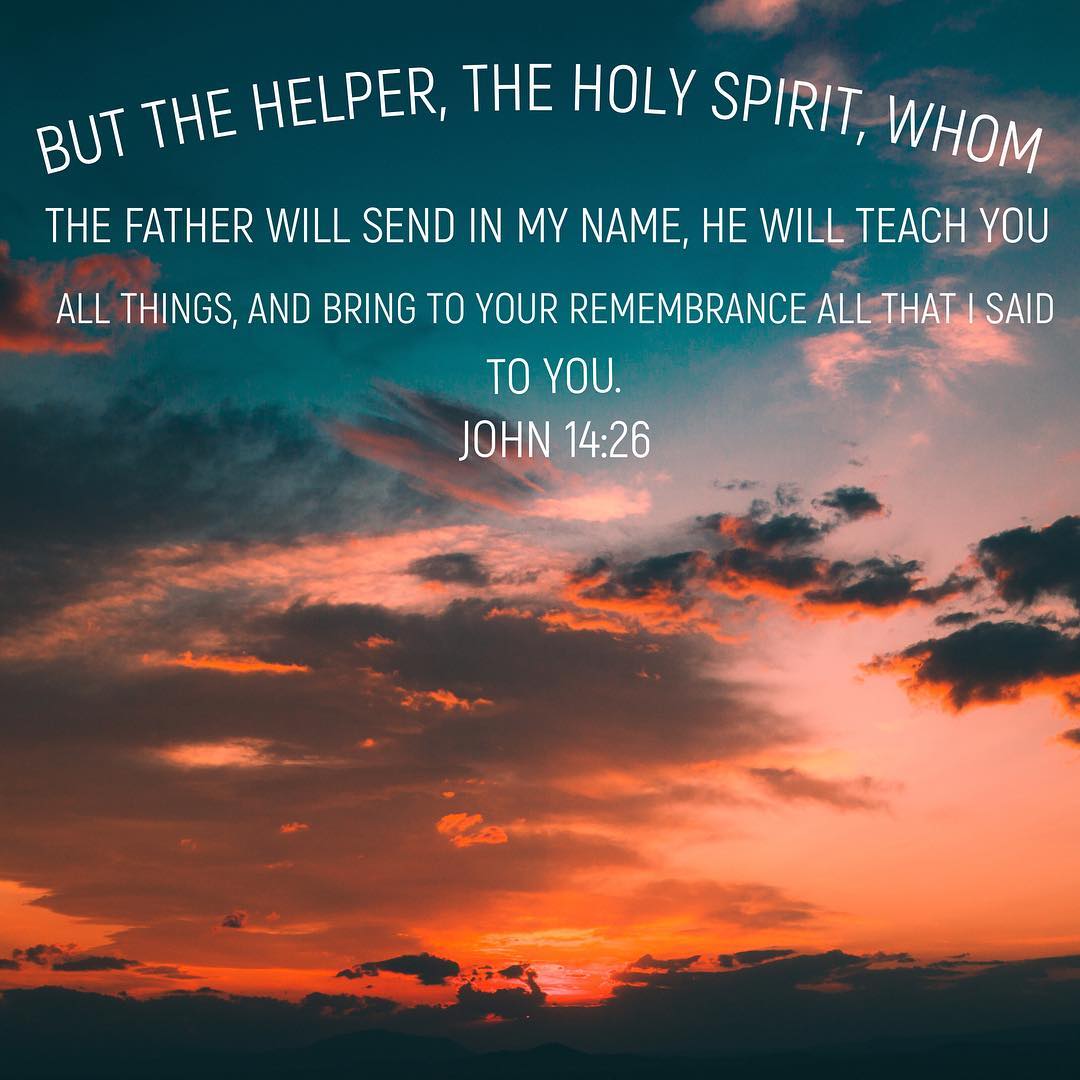 BUT THE HELPER, THE HOLY SPIRIT, WHOM
THE FATHER WILL SEND IN MY NAME, HE WILL TEACH YOU
ALL THINGS, AND BRING TO YOUR REMEMBRANCE ALL THAT I SAID
TO YOU.
JOHN 14:26